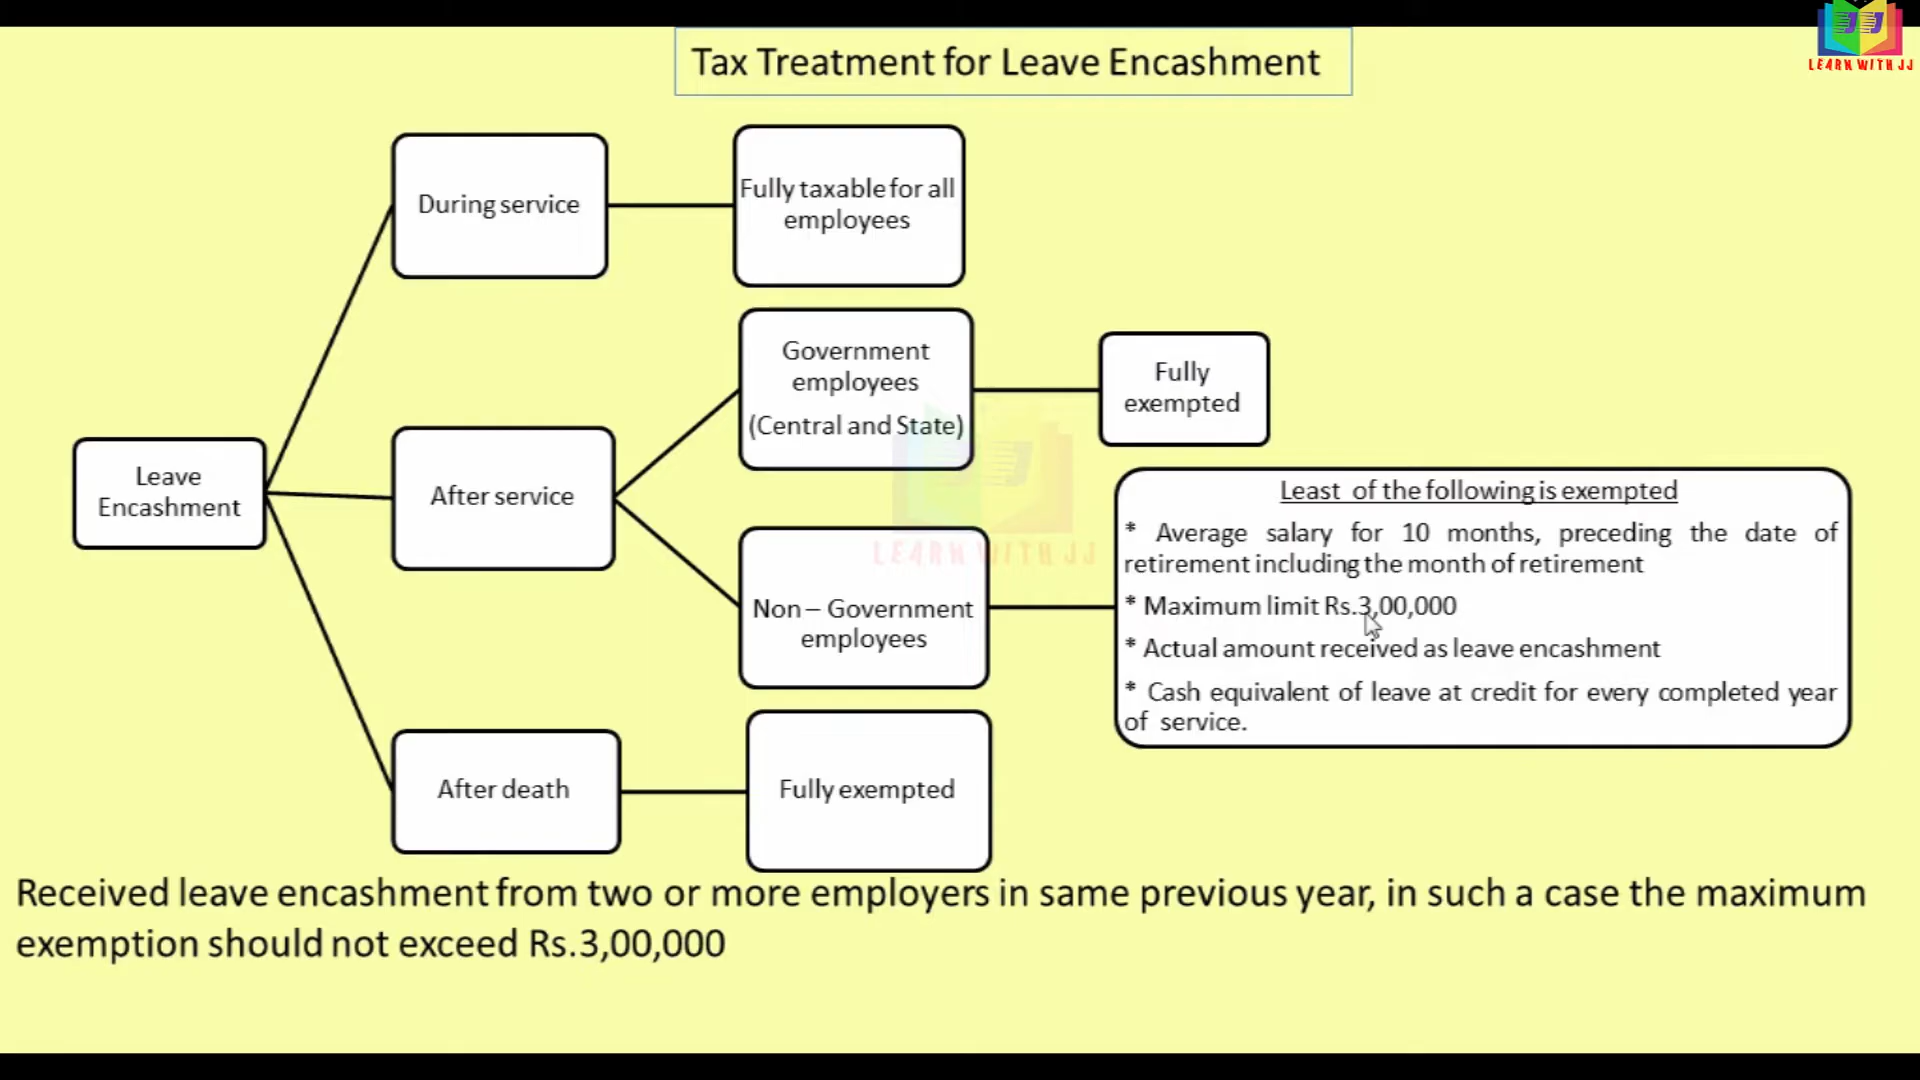 Tax Treatment for Leave Encashment
LEARN WITH JJ
During service
Fully taxable for all
employees
Government
employees
(Central and State)
Fully
exempted
Leave
Encashment
After service
Non – Government
employees
Least of the following is exempted
* Average salary for 10 months, preceding the date of
retirement including the month of retirement
* Maximum limit Rs.3,00,000
* Actual amount received as leave encashment
* Cash equivalent of leave at credit for every completed year
of service.
LEARN WITH JJ
After death
Fully exempted
Received leave encashment from two or more employers in same previous year, in such a case the maximum
exemption should not exceed Rs.3,00,000